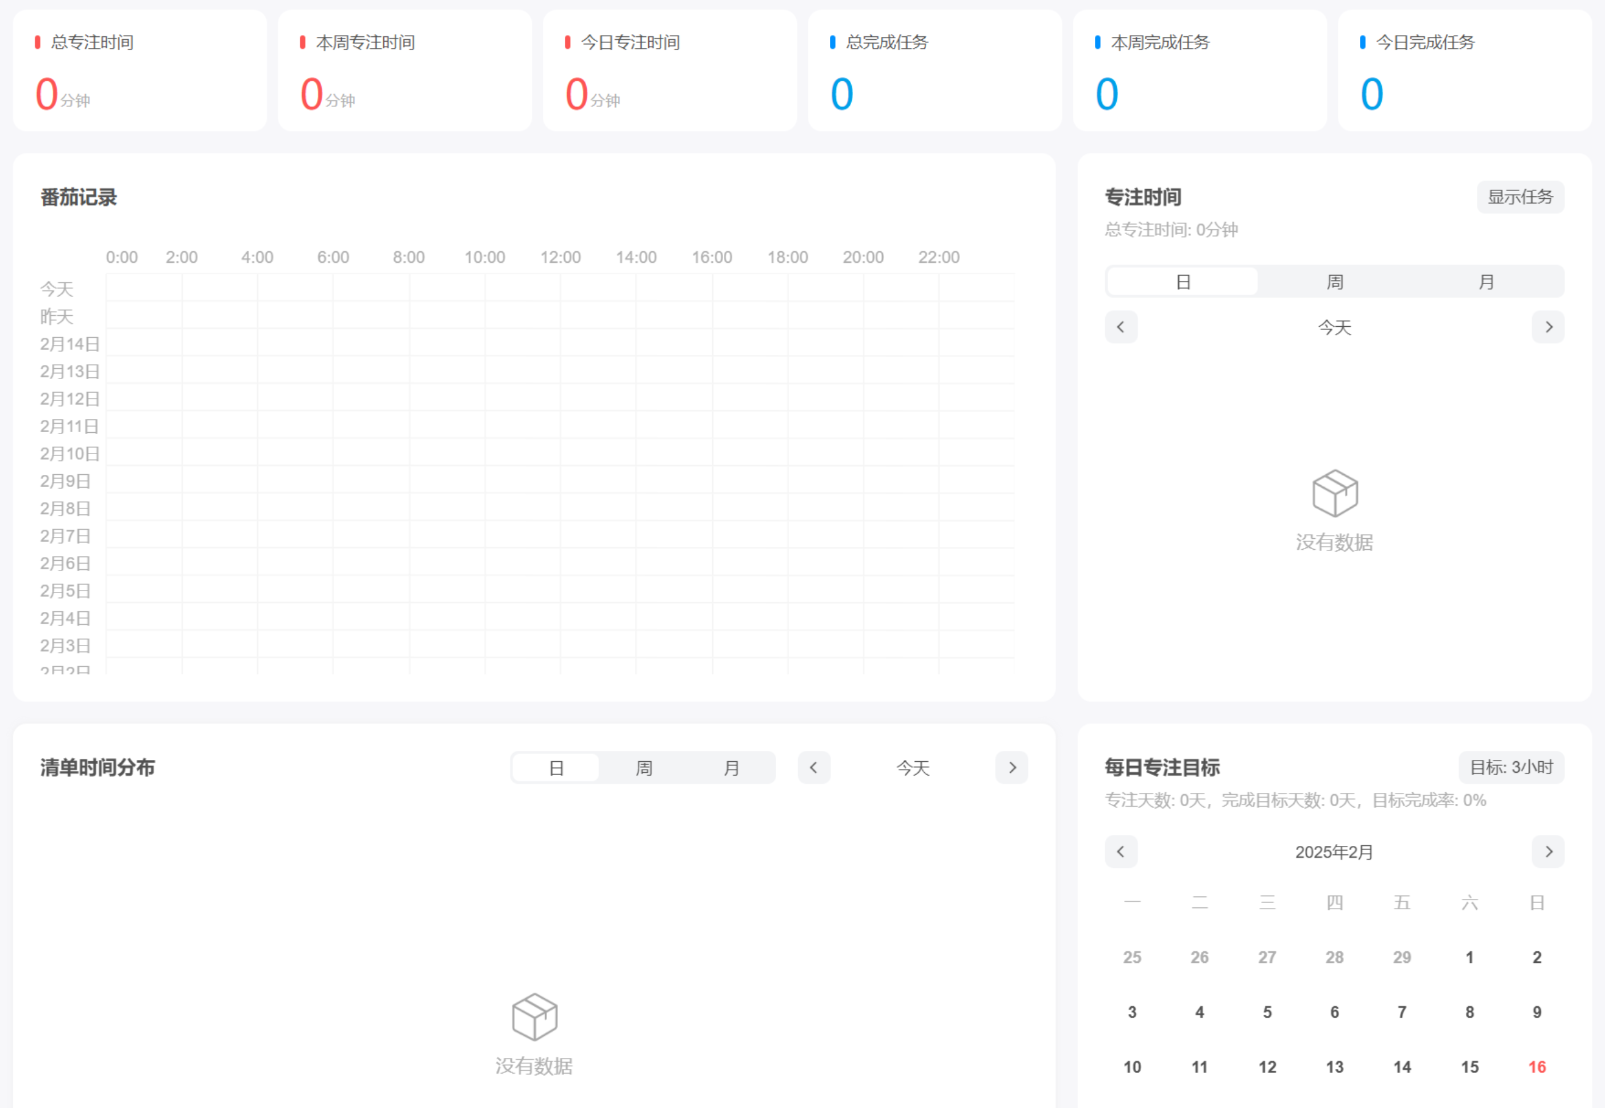 总专注时间
0分钟
本周专注时间
0分钟
今日专注时间
0分钟
总完成任务
0
本周完成任务
0
今日完成任务
0
番茄记录
0:00 2:00 4:00 6:00 8:00 10:00 12:00 14:00 16:00 18:00 20:00 22:00
今天
昨天
2月14日
2月13日
2月12日
2月11日
2月10日
2月9日
2月8日
2月7日
2月6日
2月5日
2月4日
2月3日
2月2日
专注时间
显示任务
总专注时间: 0分钟
日 周 月
今天
没有数据
清单时间分布
日 周 月
今天
没有数据
每日专注目标
目标: 3小时
专注天数: 0天，完成目标天数: 0天，目标完成率: 0%
2025年2月
一 二 三 四 五 六 日
25 26 27 28 29 1 2
3 4 5 6 7 8 9
10 11 12 13 14 15 16